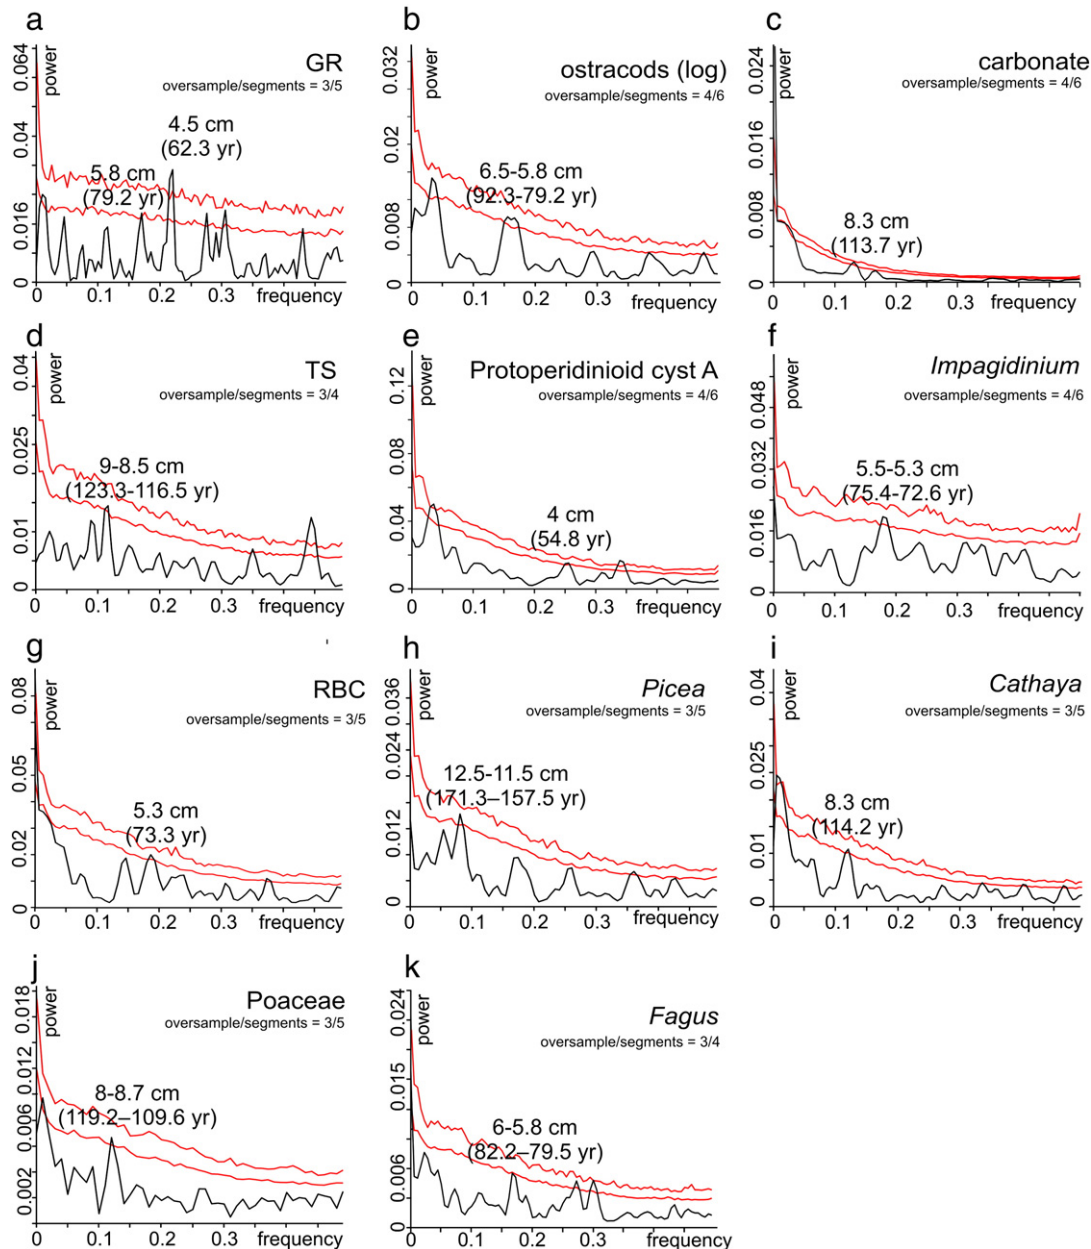 a
GR
oversample/segments = 3/5
power
0.064
0.04
0.016
0
4.5 cm
(62.3 yr)
5.8 cm
(79.2 yr)
0
0.1
0.2
0.3
frequency
b
ostracods (log)
oversample/segments = 4/6
power
0.032
0.02
0.008
0
6.5-5.8 cm
(92.3-79.2 yr)
0
0.1
0.2
0.3
frequency
c
carbonate
oversample/segments = 4/6
power
0.024
0.016
0.008
0
8.3 cm
(113.7 yr)
0
0.1
0.2
0.3
frequency
d
TS
oversample/segments = 3/4
power
0.04
0.025
0.01
0
9-8.5 cm
(123.3-116.5 yr)
0
0.1
0.2
0.3
frequency
e
Protoperidinioid cyst A
oversample/segments = 4/6
power
0.12
0.08
0.04
0
4 cm
(54.8 yr)
0
0.1
0.2
0.3
frequency
f
Impagidinium
oversample/segments = 4/6
power
0.048
0.032
0.016
0
5.5-5.3 cm
(75.4-72.6 yr)
0
0.1
0.2
0.3
frequency
g
RBC
oversample/segments = 3/5
power
0.08
0.05
0.02
0
5.3 cm
(73.3 yr)
0
0.1
0.2
0.3
frequency
h
Picea
oversample/segments = 3/5
power
0.036
0.024
0.012
0
12.5-11.5 cm
(171.3–157.5 yr)
0
0.1
0.2
0.3
frequency
i
Cathaya
oversample/segments = 3/5
power
0.04
0.025
0.01
0
8.3 cm
(114.2 yr)
0
0.1
0.2
0.3
frequency
j
Poaceae
oversample/segments = 3/5
power
0.018
0.012
0.006
0.002
8-8.7 cm
(119.2–109.6 yr)
0
0.1
0.2
0.3
frequency
k
Fagus
oversample/segments = 3/4
power
0.024
0.015
0.006
0
6-5.8 cm
(82.2–79.5 yr)
0
0.1
0.2
0.3
frequency